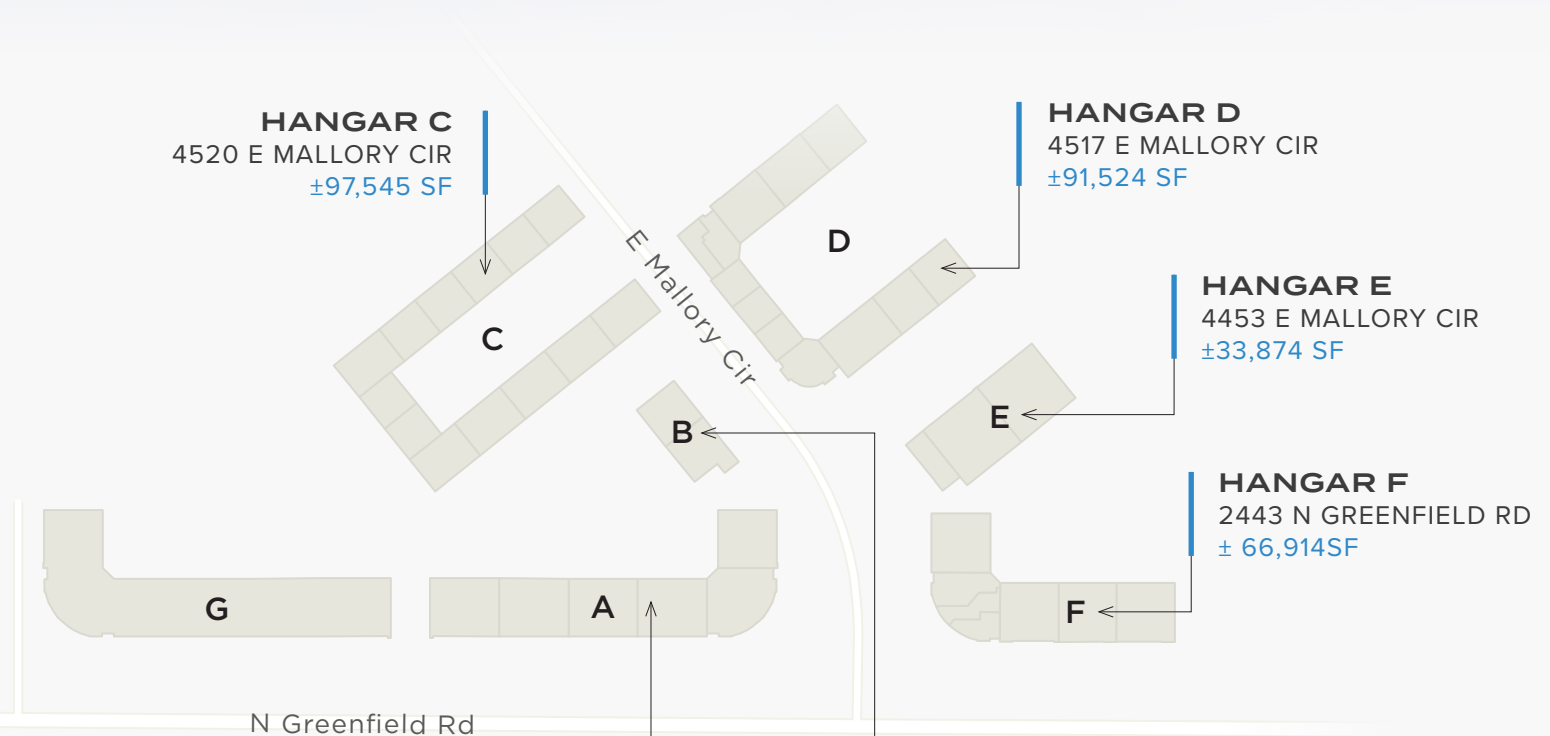 HANGAR C
4520 E MALLORY CIR
±97,545 SF
HANGAR D
4517 E MALLORY CIR
±91,524 SF
D
E Mallory Cir
HANGAR E
4453 E MALLORY CIR
±33,874 SF
C
B
E
HANGAR F
2443 N GREENFIELD RD
± 66,914SF
G
A
F
N Greenfield Rd